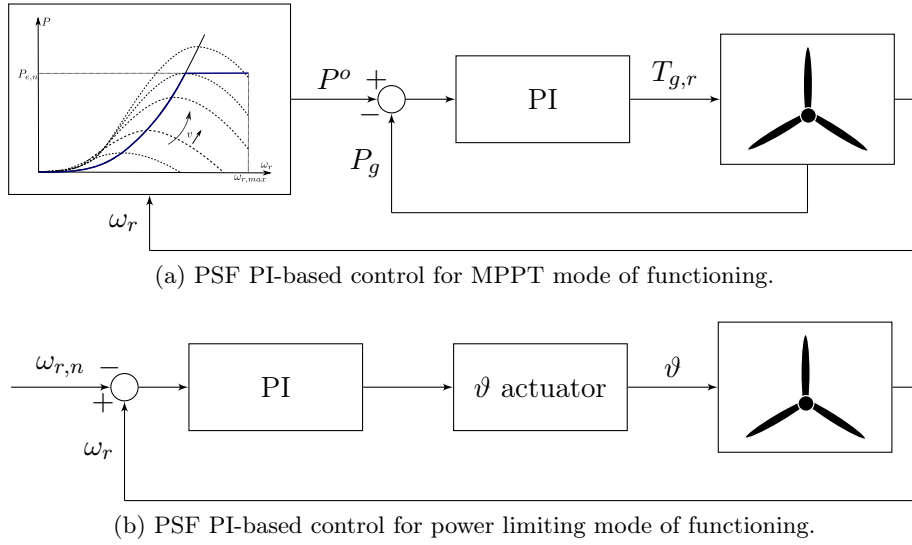 P
P_{e,n}
v
ω_r
ω_{r,max}
P^o
+
−
PI
T_{g,r}
P_g
ω_r
(a) PSF PI-based control for MPPT mode of functioning.
ω_{r,n}
−
+
PI
ϑ actuator
ϑ
ω_r
(b) PSF PI-based control for power limiting mode of functioning.